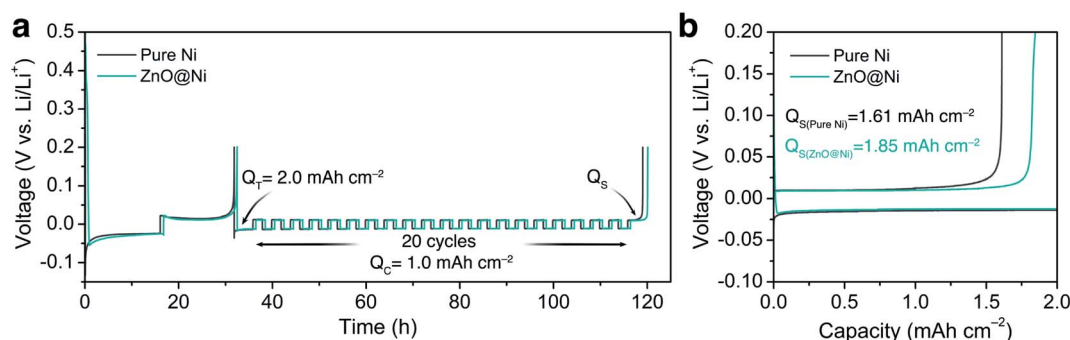 a
0.5
0.4
0.3
0.2
0.1
0.0
-0.1
Voltage (V vs. Li/Li⁺)
Pure Ni
ZnO@Ni
Q_T= 2.0 mAh cm⁻²
Q_S
20 cycles
Q_C= 1.0 mAh cm⁻²
0 20 40 60 80 100 120
Time (h)
b
0.20
0.15
0.10
0.05
0.00
-0.05
-0.10
Voltage (V vs. Li/Li⁺)
Pure Ni
ZnO@Ni
Q_S(Pure Ni)=1.61 mAh cm⁻²
Q_S(ZnO@Ni)=1.85 mAh cm⁻²
0.0 0.5 1.0 1.5 2.0
Capacity (mAh cm⁻²)